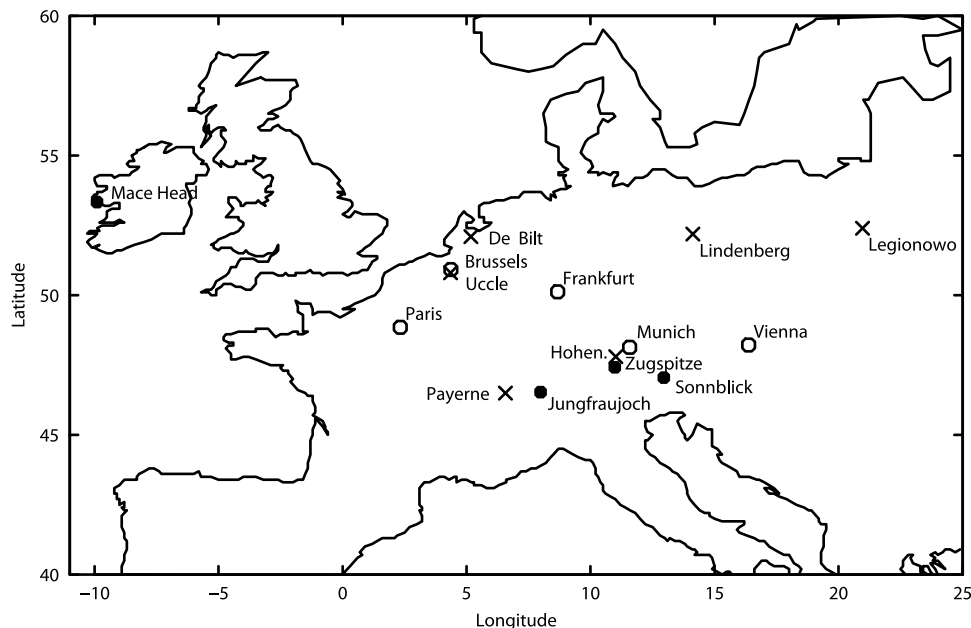 60
55
Mace Head
De Bilt
Legionowo
Lindenberg
Brussels
Uccle
Frankfurt
50
Latitude
Paris
Munich
Vienna
Hohen.
Zugspitze
Sonnblick
Payerne
Jungfraujoch
45
40
−10 −5 0 5 10 15 20 25
Longitude